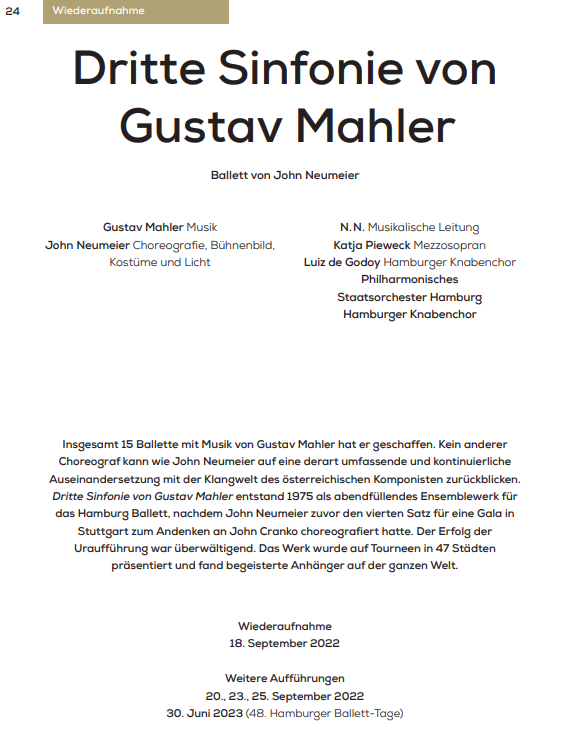 24
Wiederaufnahme
Dritte Sinfonie von
Gustav Mahler
Ballett von John Neumeier
Gustav Mahler Musik
John Neumeier Choreografie, Bühnenbild,
Kostüme und Licht
N.N. Musikalische Leitung
Katja Pieweck Mezzosopran
Luiz de Godoy Hamburger Knabenchor
Philharmonisches
Staatsorchester Hamburg
Hamburger Knabenchor
Insgesamt 15 Ballette mit Musik von Gustav Mahler hat er geschaffen. Kein anderer
Choreograf kann wie John Neumeier auf eine derart umfassende und kontinuierliche
Auseinandersetzung mit der Klangwelt des österreichischen Komponisten zurückblicken.
Dritte Sinfonie von Gustav Mahler entstand 1975 als abendfüllendes Ensemblewerk für
das Hamburg Ballett, nachdem John Neumeier zuvor den vierten Satz für eine Gala in
Stuttgart zum Andenken an John Cranko choreografiert hatte. Der Erfolg der
Uraufführung war überwältigend. Das Werk wurde auf Tourneen in 47 Städten
präsentiert und fand begeisterte Anhänger auf der ganzen Welt.
Wiederaufnahme
18. September 2022
Weitere Aufführungen
20., 23., 25. September 2022
30. Juni 2023 (48. Hamburger Ballett-Tage)